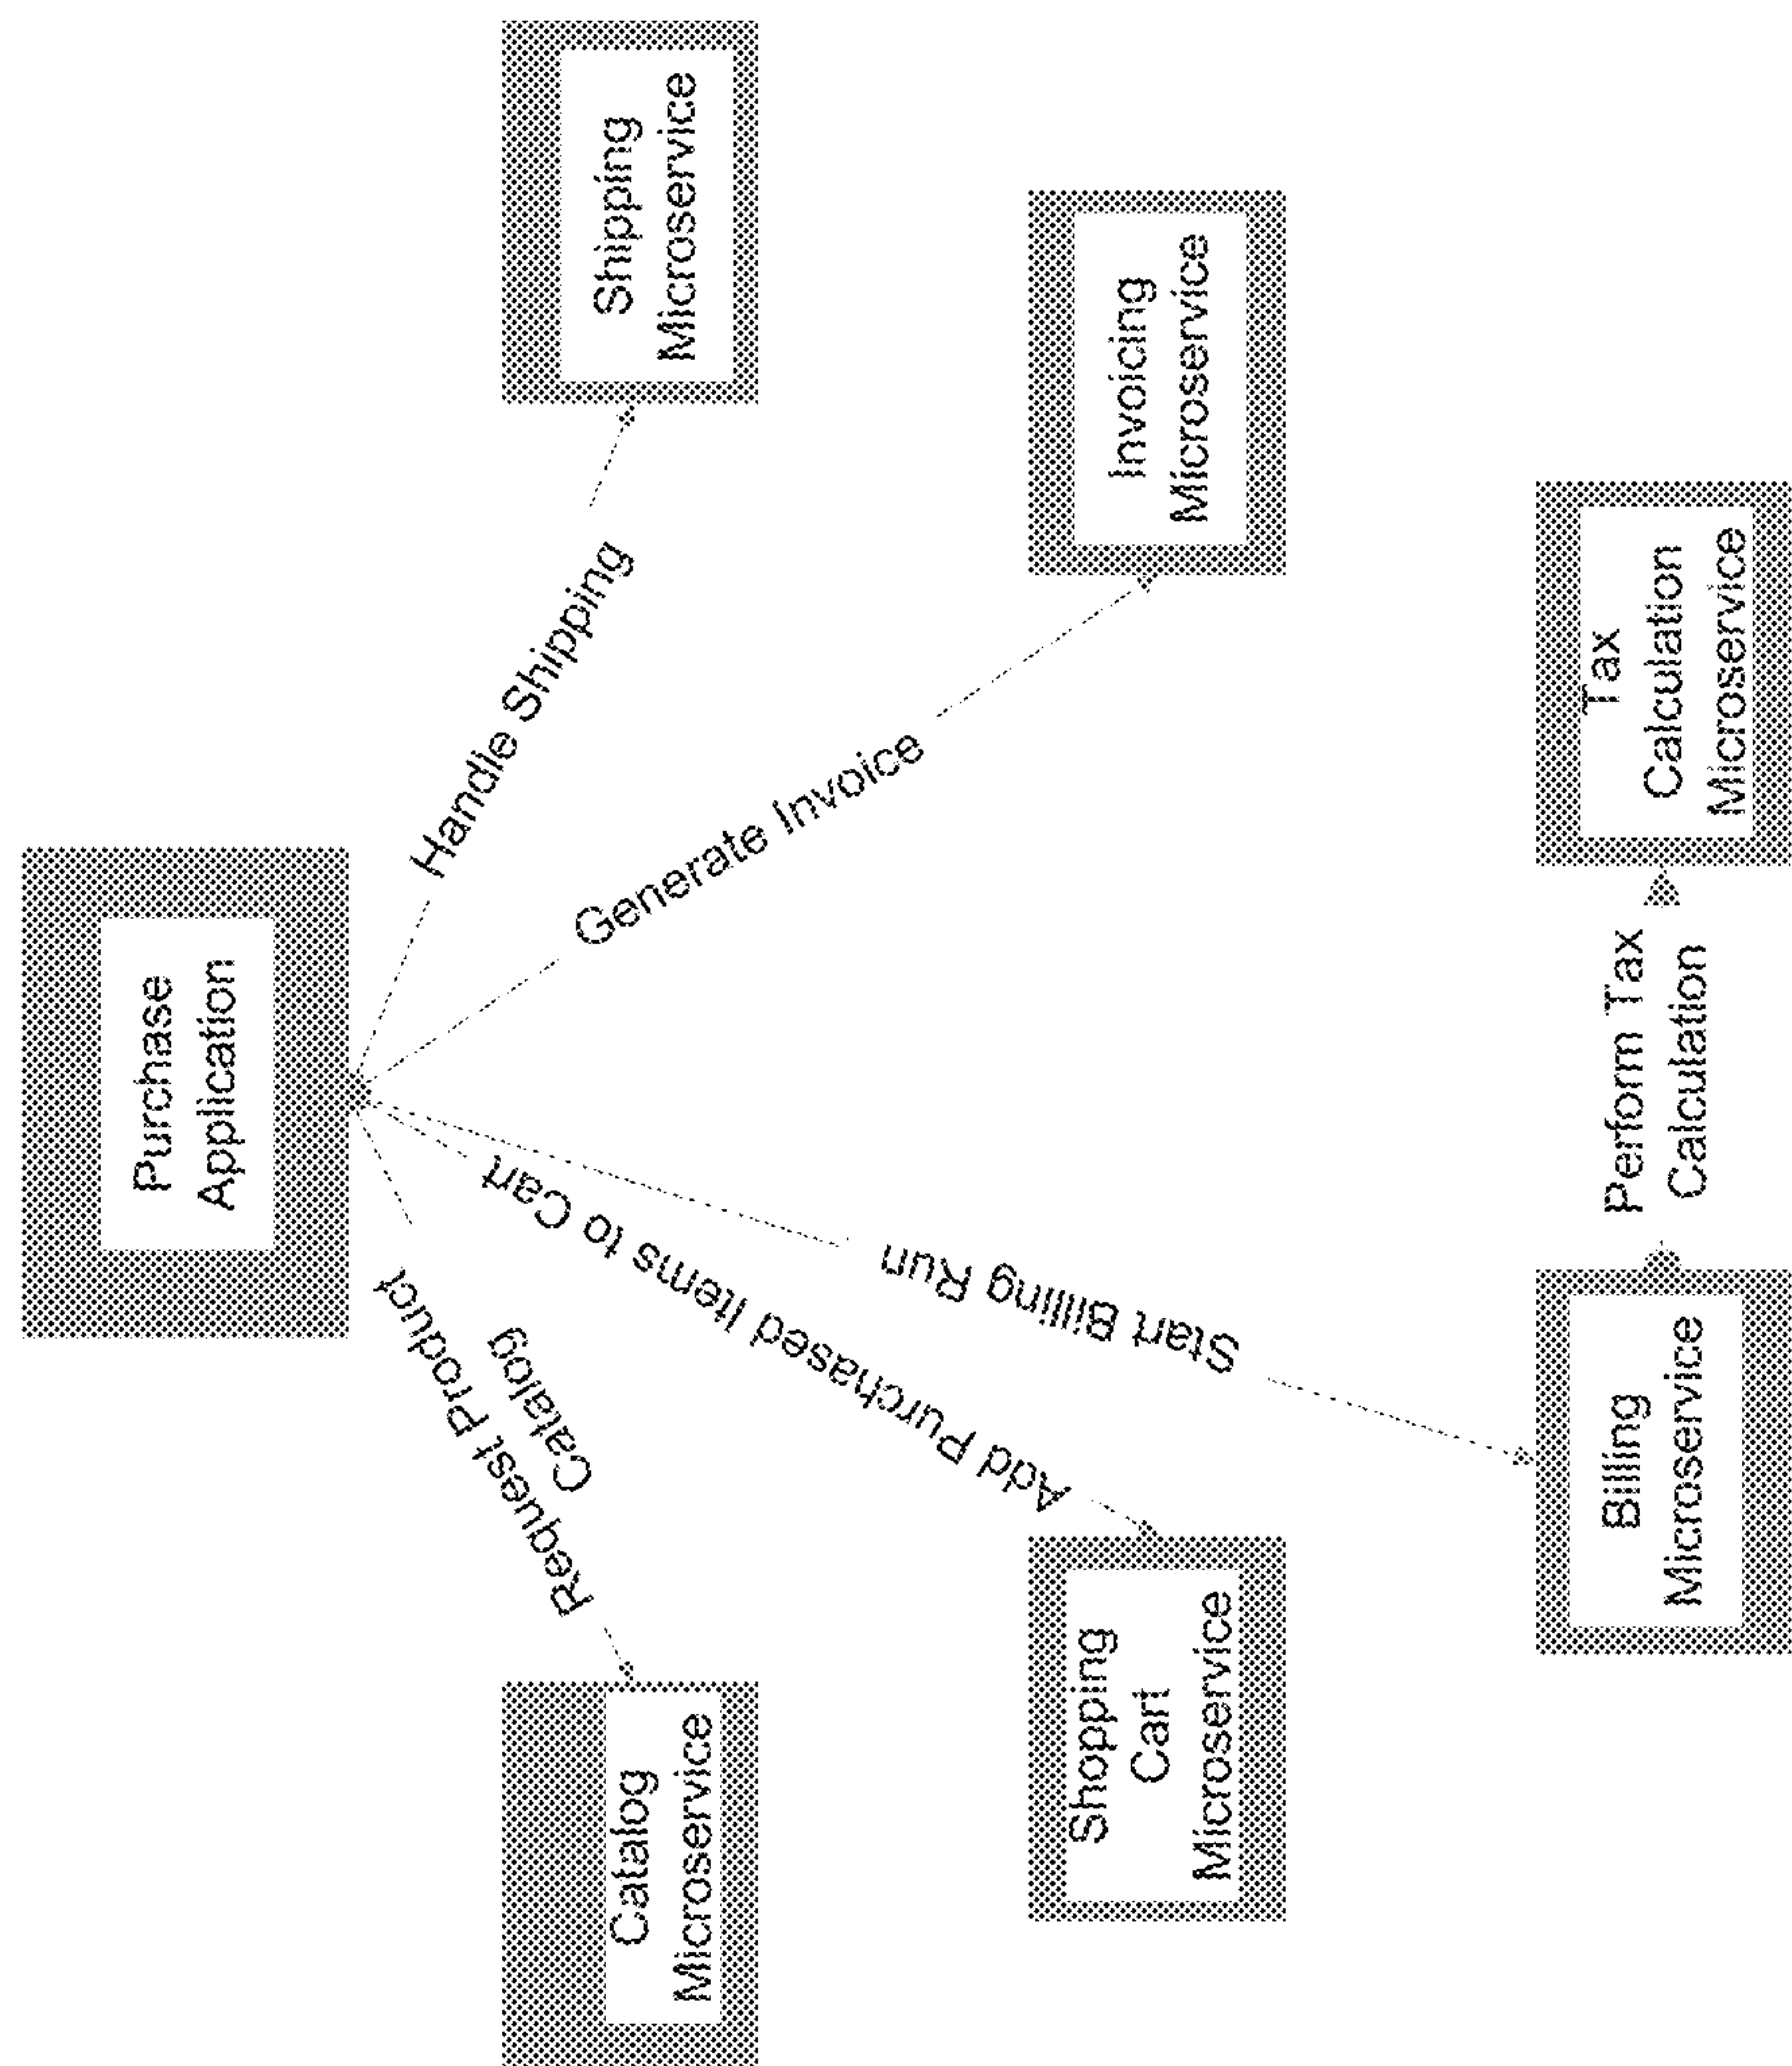 Purchase
Application
Request Product
Catalog
Add Purchased Items to Cart
Start Billing Run
Generate Invoice
Handle Shipping
Catalog
Microservice
Shopping
Cart
Microservice
Billing
Microservice
Perform Tax
Calculation
Tax
Calculation
Microservice
Invoicing
Microservice
Shipping
Microservice